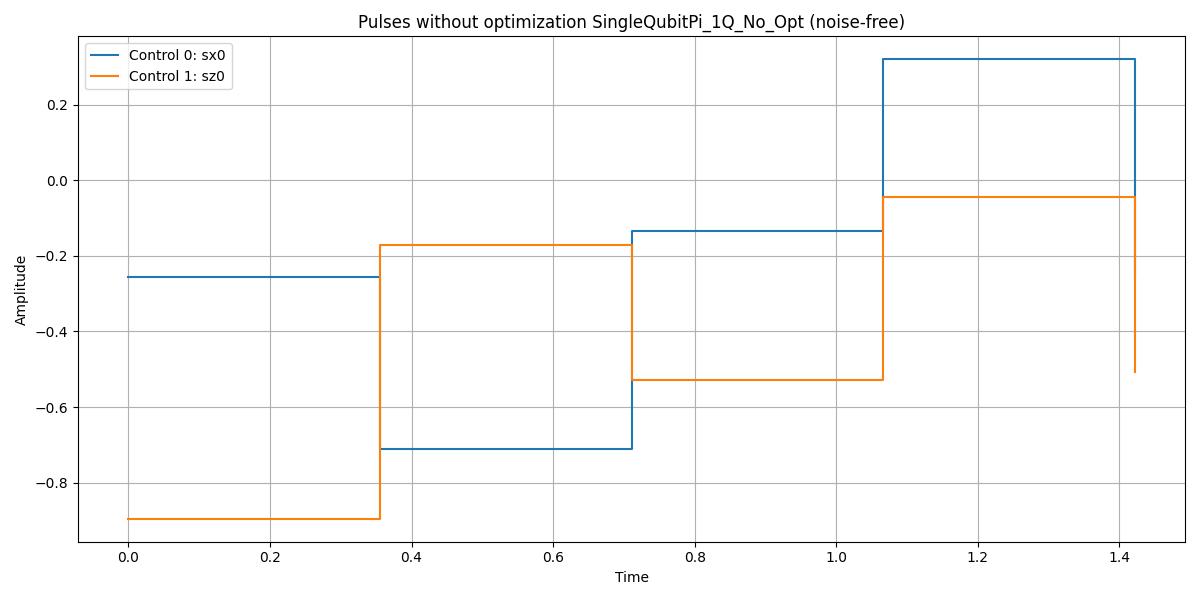 Pulses without optimization SingleQubitPi_1Q_No_Opt (noise-free)
Control 0: sx0
Control 1: sz0
Amplitude
0.2
0.0
−0.2
−0.4
−0.6
−0.8
0.0 0.2 0.4 0.6 0.8 1.0 1.2 1.4
Time